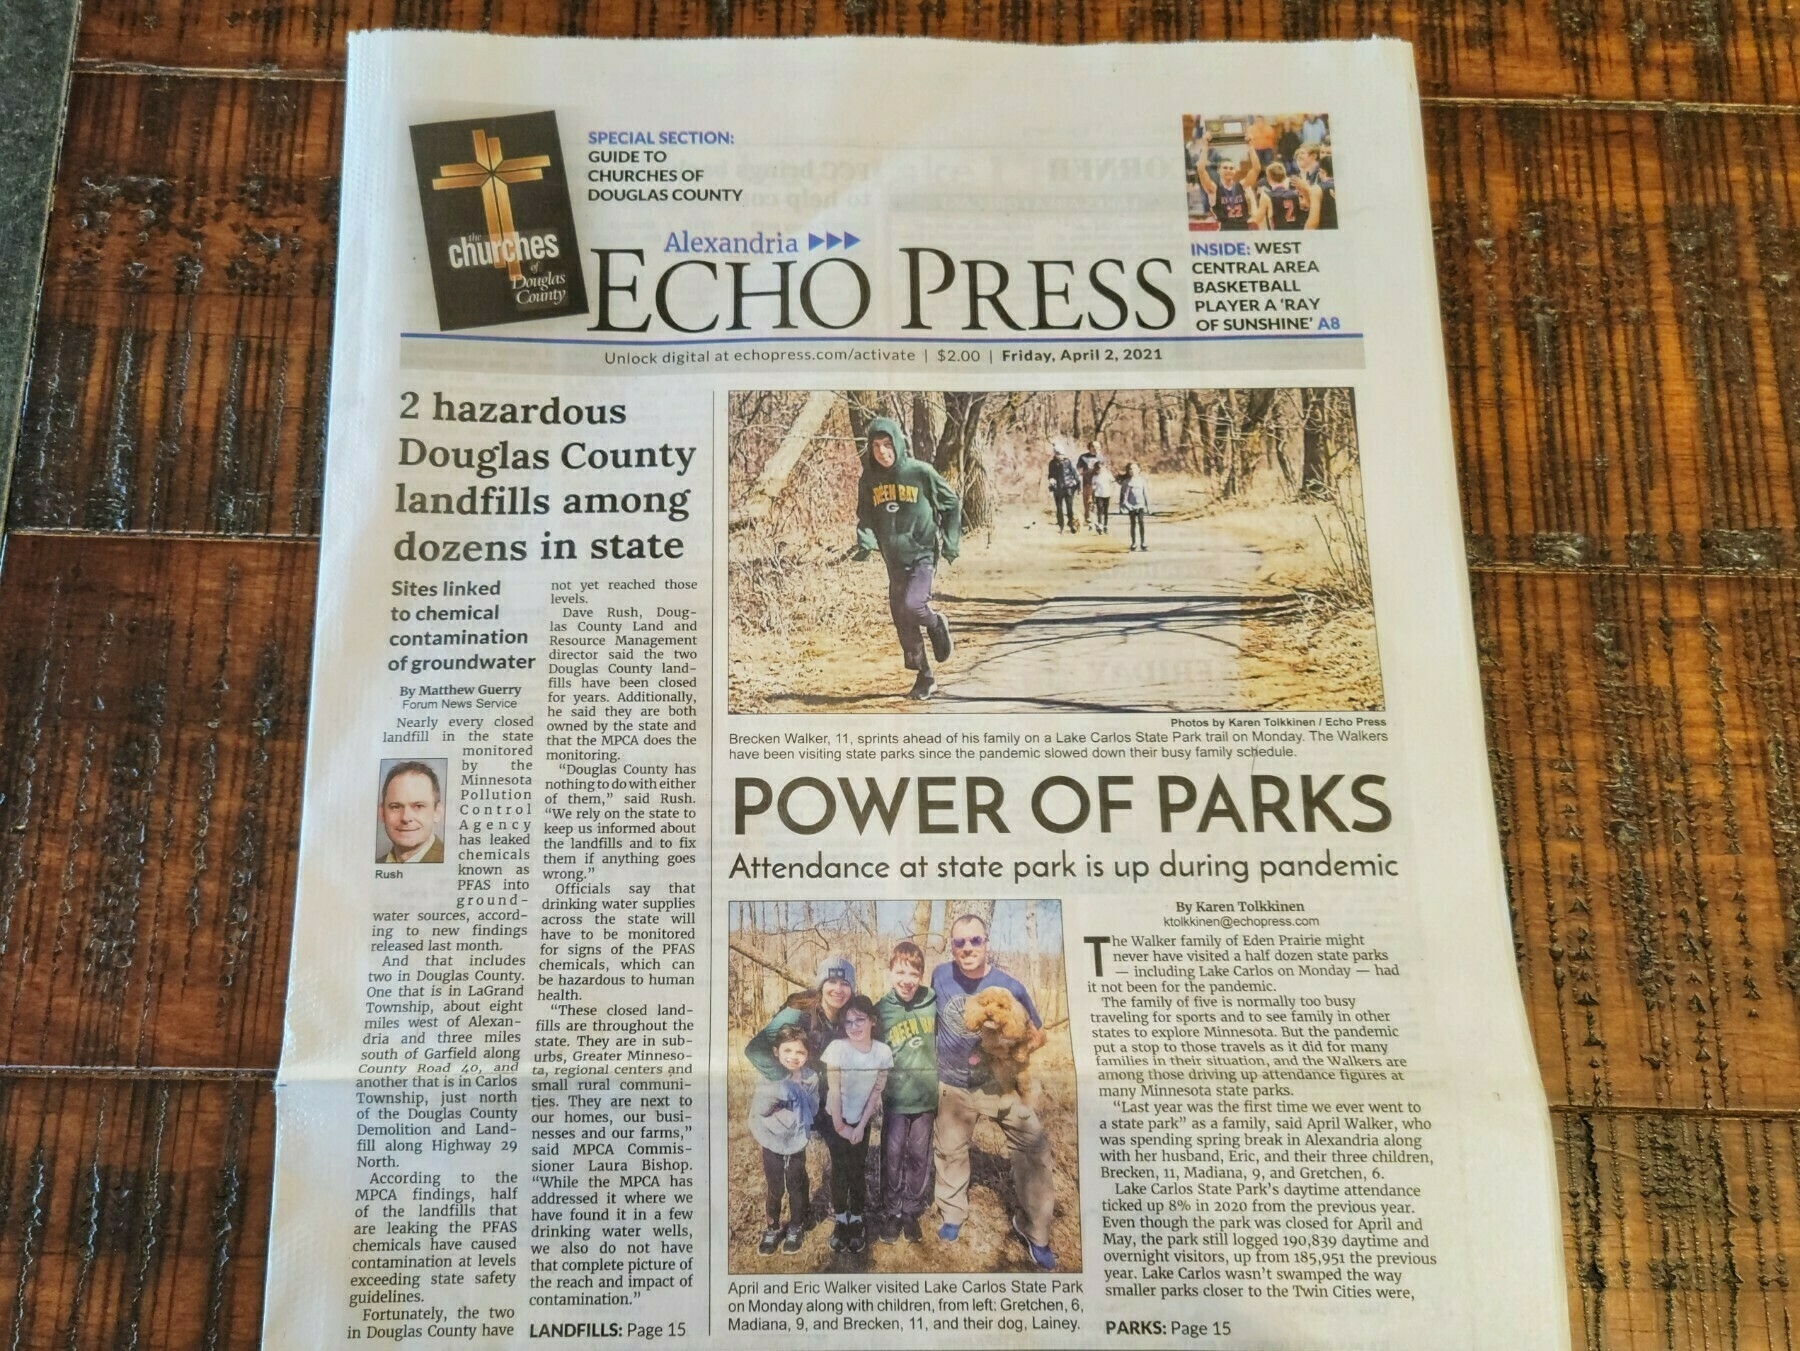 the
churches
of
Douglas
County
SPECIAL SECTION:
GUIDE TO
CHURCHES OF
DOUGLAS COUNTY
Alexandria
ECHO PRESS
22
2
INSIDE: WEST
CENTRAL AREA
BASKETBALL
PLAYER A 'RAY
OF SUNSHINE' A8
Unlock digital at echopress.com/activate | $2.00 | Friday, April 2, 2021
2 hazardous
Douglas County
landfills among
dozens in state
Sites linked
to chemical
contamination
of groundwater
By Matthew Guerry
Forum News Service
Nearly every closed
landfill in the state
monitored
by the
Minnesota
Pollution
Control
Agency
has leaked
chemicals
known as
PFAS into
ground-
Rush
water sources, accord-
ing to new findings
released last month.
And that includes
two in Douglas County.
One that is in LaGrand
Township, about eight
miles west of Alexan-
dria and three miles
south of Garfield along
County Road 40, and
another that is in Carlos
Township, just north
of the Douglas County
Demolition and Land-
fill along Highway 29
North.
According to the
MPCA findings, half
of the landfills that
are leaking the PFAS
chemicals have caused
contamination at levels
exceeding state safety
guidelines.
Fortunately, the two
in Douglas County have
not yet reached those
levels.
Dave Rush, Doug-
las County Land and
Resource Management
director said the two
Douglas County land-
fills have been closed
for years. Additionally,
he said they are both
owned by the state and
that the MPCA does the
monitoring.
"Douglas County has
nothing to do with either
of them," said Rush.
"We rely on the state to
keep us informed about
the landfills and to fix
them if anything goes
wrong."
Officials say that
drinking water supplies
across the state will
have to be monitored
for signs of the PFAS
chemicals, which can
be hazardous to human
health.
"These closed land-
fills are throughout the
state. They are in sub-
urbs, Greater Minneso-
ta, regional centers and
small rural communi-
ties. They are next to
our homes, our busi-
nesses and our farms,"
said MPCA Commis-
sioner Laura Bishop.
"While the MPCA has
addressed it where we
have found it in a few
drinking water wells,
we also do not have
that complete picture of
the reach and impact of
contamination."
LANDFILLS: Page 15
GREEN BAY
G
Photos by Karen Tolkkinen / Echo Press
Brecken Walker, 11, sprints ahead of his family on a Lake Carlos State Park trail on Monday. The Walkers
have been visiting state parks since the pandemic slowed down their busy family schedule.
POWER OF PARKS
Attendance at state park is up during pandemic
GREEN BAY
G
April and Eric Walker visited Lake Carlos State Park
on Monday along with children, from left: Gretchen, 6,
Madiana, 9, and Brecken, 11, and their dog, Lainey.
By Karen Tolkkinen
ktolkkinen@echopress.com
The Walker family of Eden Prairie might
never have visited a half dozen state parks
— including Lake Carlos on Monday — had
it not been for the pandemic.
The family of five is normally too busy
traveling for sports and to see family in other
states to explore Minnesota. But the pandemic
put a stop to those travels as it did for many
families in their situation, and the Walkers are
among those driving up attendance figures at
many Minnesota state parks.
"Last year was the first time we ever went to
a state park" as a family, said April Walker, who
was spending spring break in Alexandria along
with her husband, Eric, and their three children,
Brecken, 11, Madiana, 9, and Gretchen, 6.
Lake Carlos State Park's daytime attendance
ticked up 8% in 2020 from the previous year.
Even though the park was closed for April and
May, the park still logged 190,839 daytime and
overnight visitors, up from 185,951 the previous
year. Lake Carlos wasn't swamped the way
smaller parks closer to the Twin Cities were,
PARKS: Page 15